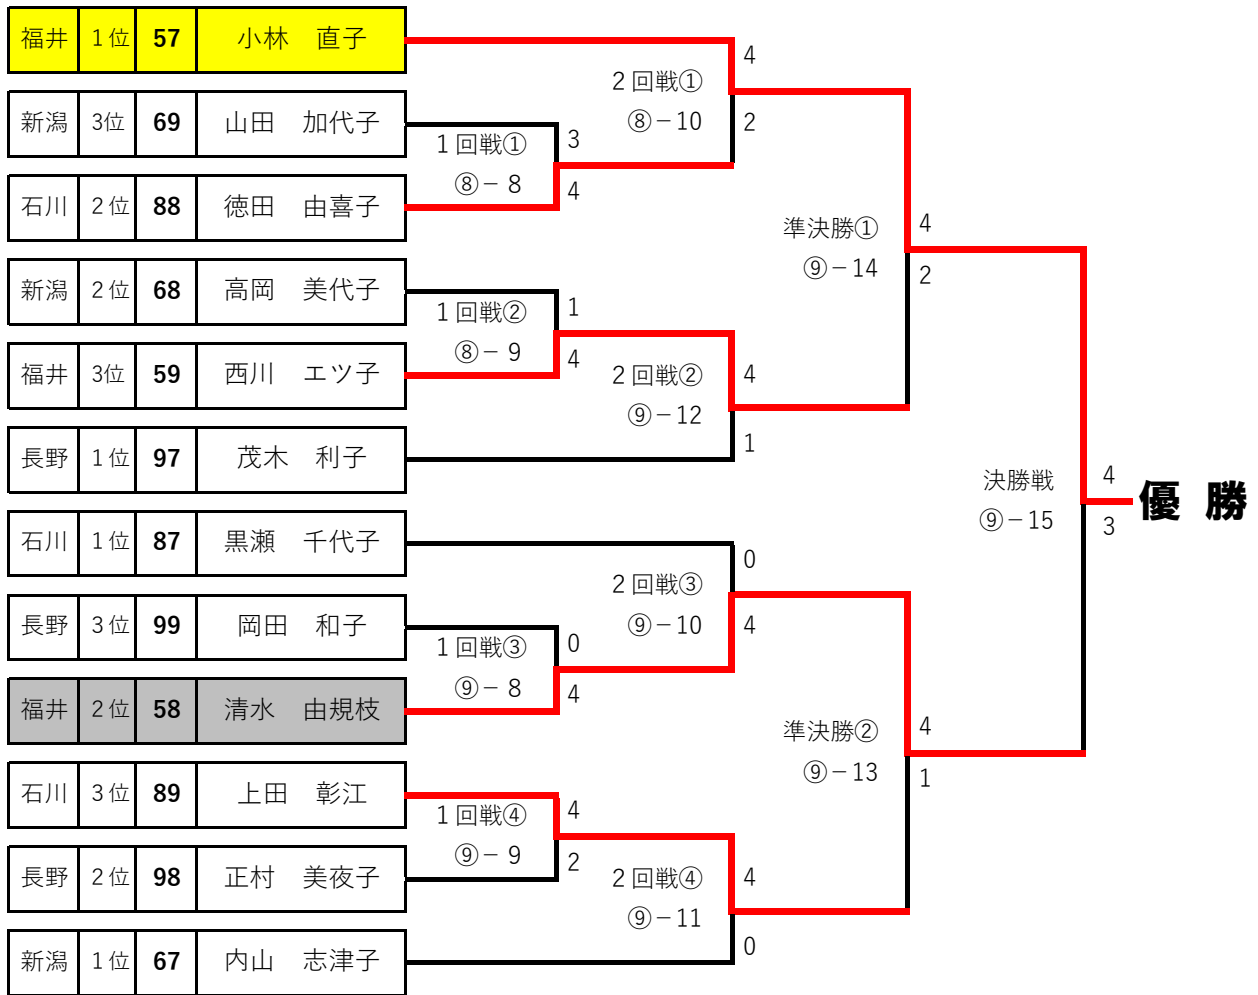 福井 1位 57 小林 直子
4
2回戦①
⑧－10
新潟 3位 69 山田 加代子
2
1回戦①
3
⑧－8
4
石川 2位 88 徳田 由喜子
準決勝①
4
⑨－14
2
新潟 2位 68 高岡 美代子
1回戦②
1
⑧－9
4
福井 3位 59 西川 エツ子
2回戦②
4
⑨－12
1
長野 1位 97 茂木 利子
決勝戦
4
⑨－15
3
優 勝
石川 1位 87 黒瀬 千代子
0
2回戦③
⑨－10
4
長野 3位 99 岡田 和子
1回戦③
0
⑨－8
4
福井 2位 58 清水 由規枝
準決勝②
4
⑨－13
1
石川 3位 89 上田 彰江
1回戦④
4
⑨－9
2
長野 2位 98 正村 美夜子
2回戦④
4
⑨－11
0
新潟 1位 67 内山 志津子